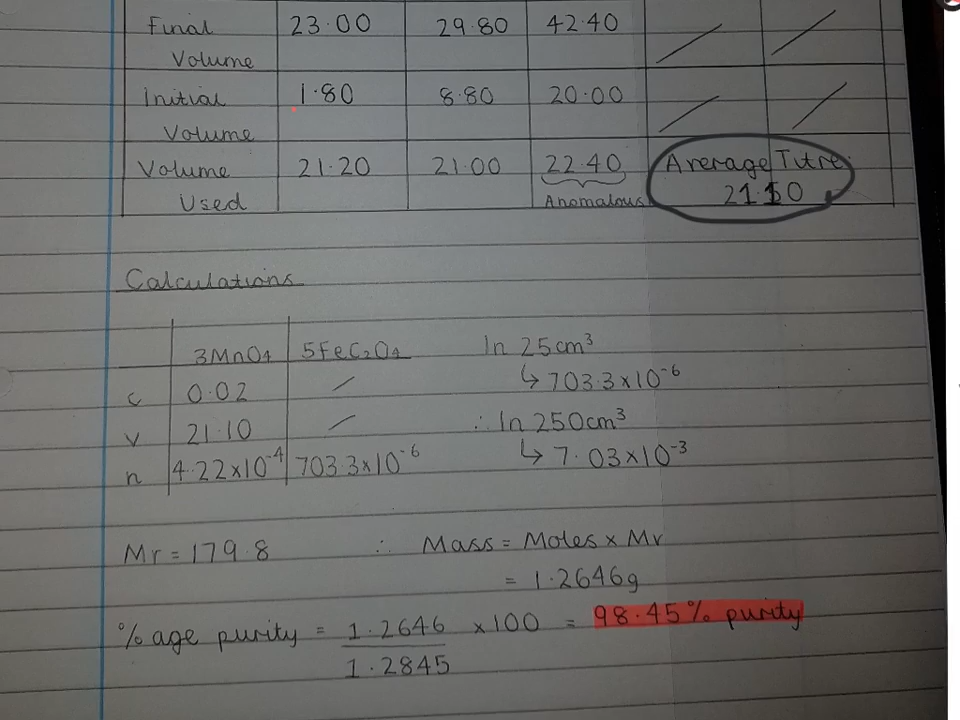 Final 23.00 29.80 42.40
Volume
Initial 1.80 8.80 20.00
Volume
Volume 21.20 21.00 22.40 Average Titre
Used Anomalous 21.10
Calculations
3MnO4 5FeC2O4 In 25cm³
c 0.02 / ↳ 703.3x10⁻⁶
v 21.10 / ∴ In 250cm³
n 4.22x10⁻⁴ 703.3x10⁻⁶ ↳ 7.03x10⁻³
Mr = 179.8 ∴ Mass = Moles x Mr
= 1.2646g
%age purity = 1.2646 x100 = 98.45% purity
1.2845